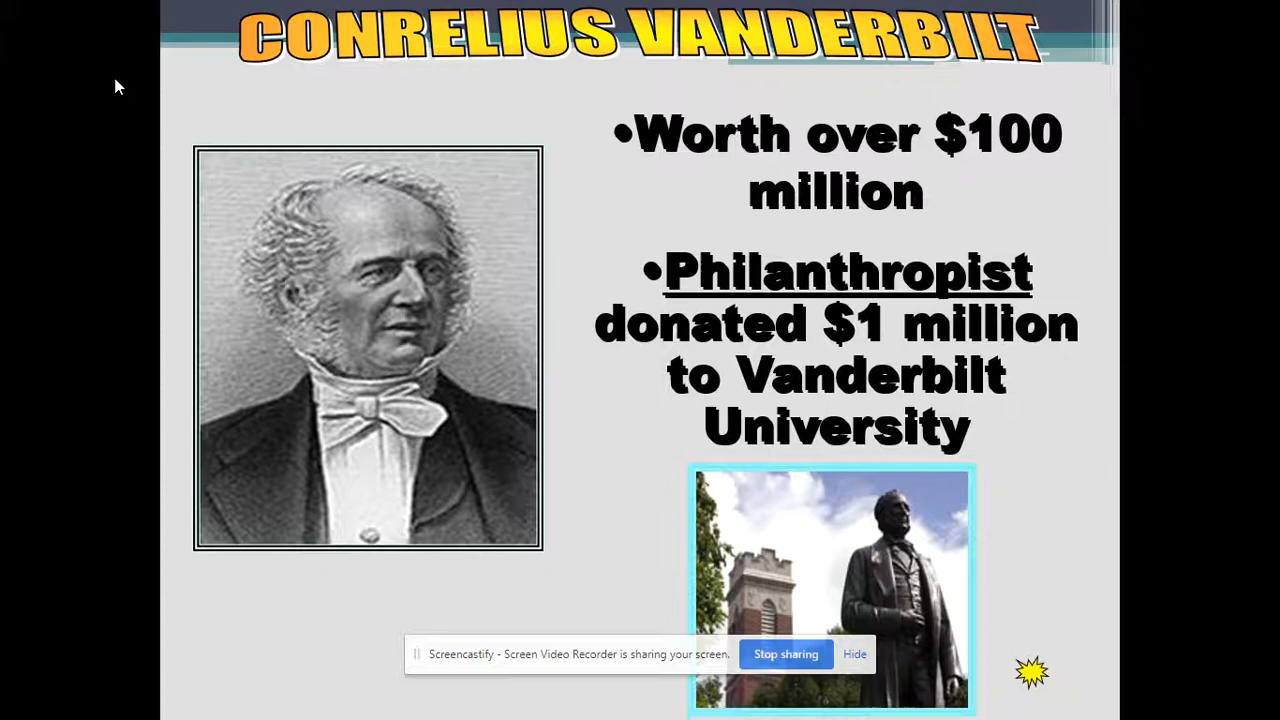 CONRELIUS VANDERBILT
•Worth over $100
million
•Philanthropist
donated $1 million
to Vanderbilt
University
Screencastify - Screen Video Recorder is sharing your screen. Stop sharing Hide